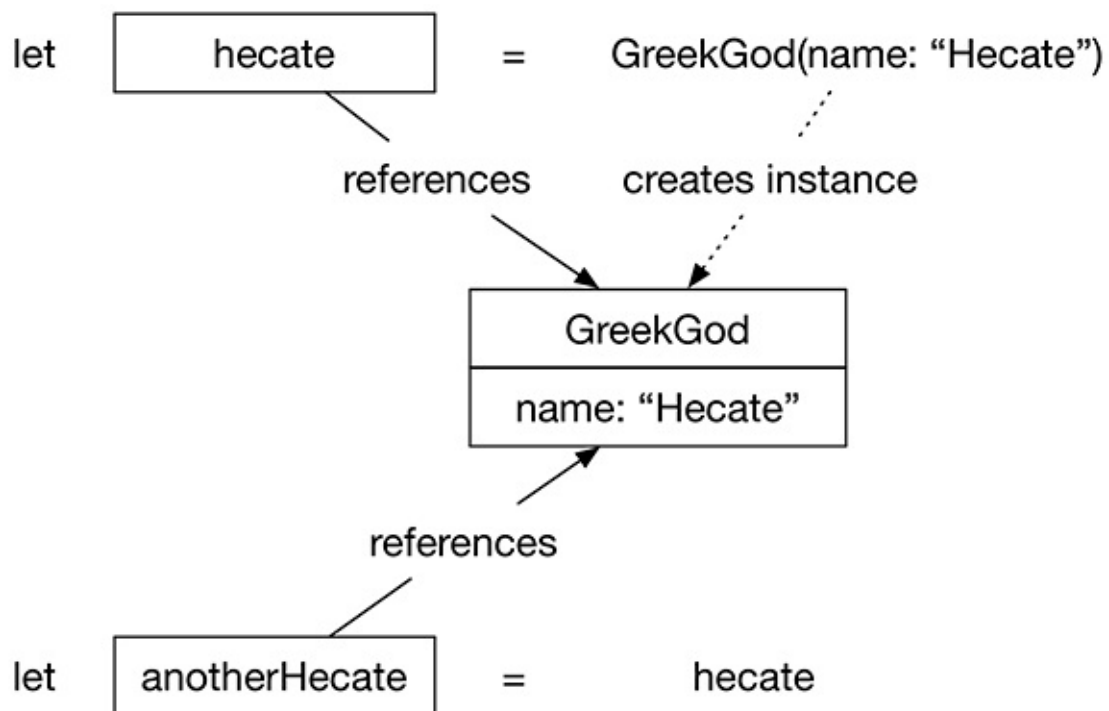 let hecate = GreekGod(name: “Hecate”)
references creates instance
GreekGod
name: “Hecate”
references
let anotherHecate = hecate